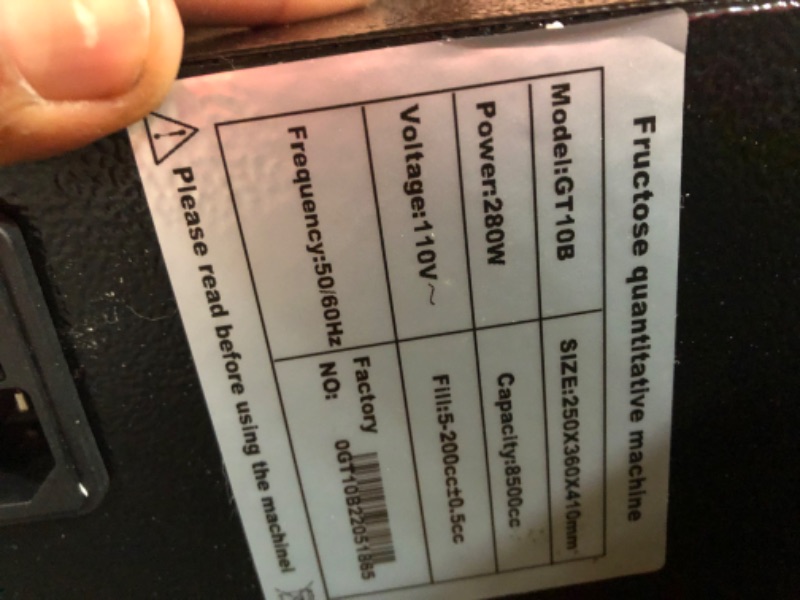 Fructose quantitative machine
Model:GT10B
SIZE:250X360X410mm
Power:280W
Capacity:8500cc
Voltage:110V~
Fill:5-200cc±0.5cc
Frequency:50/60Hz
Factory
NO:
0GT10B22051865
Please read before using the machine!